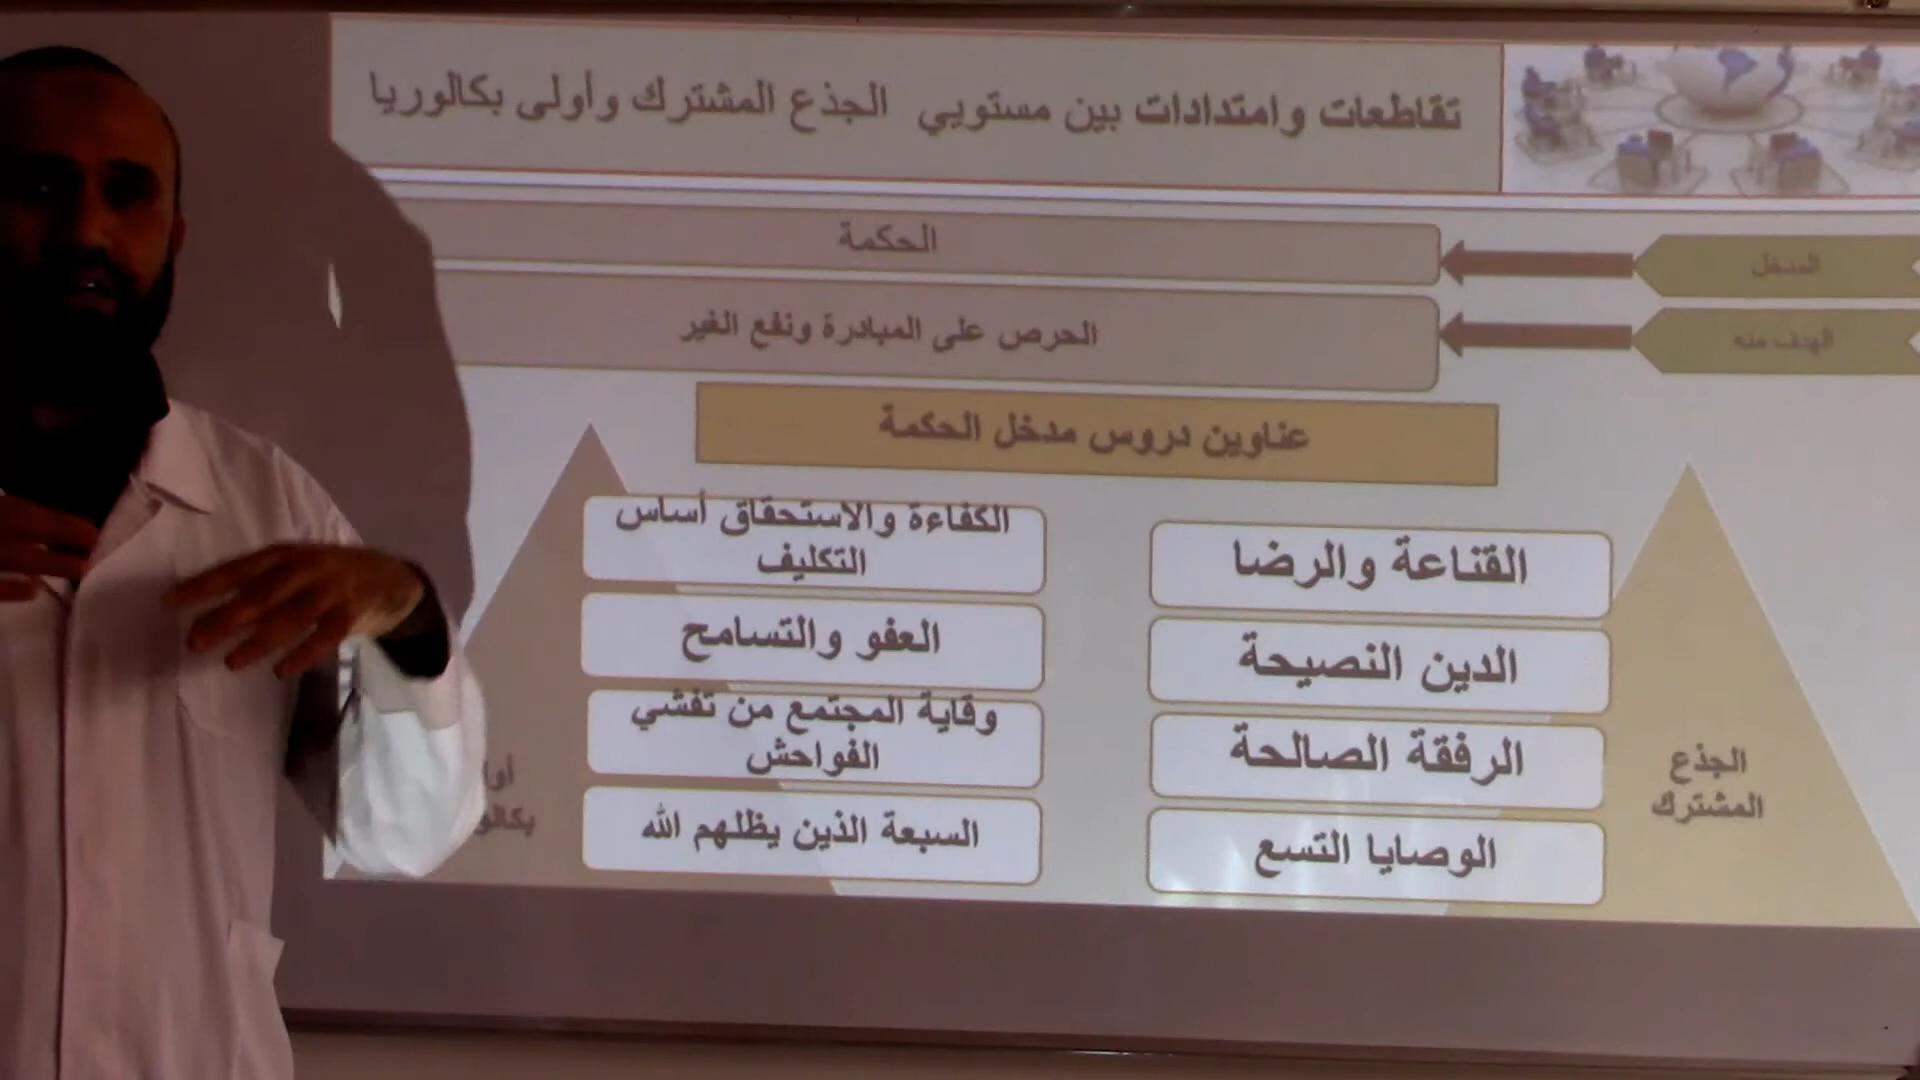 تقاطعات وامتدادات بين مستويي الجذع المشترك وأولى بكالوريا
المدخل
الحكمة
الهدف منه
الحرص على المبادرة ونفع الغير
عناوين دروس مدخل الحكمة
الجذع
المشترك
القناعة والرضا
الدين النصيحة
الرفقة الصالحة
الوصايا التسع
الكفاءة والاستحقاق أساس
التكليف
العفو والتسامح
وقاية المجتمع من تفشي
الفواحش
السبعة الذين يظلهم الله